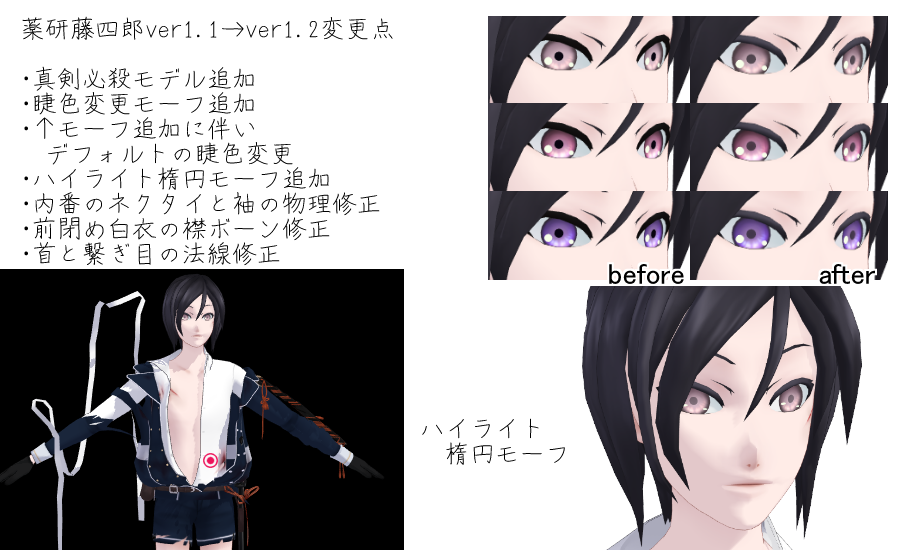 薬研藤四郎ver1.1→ver1.2変更点
・真剣必殺モデル追加
・睫色変更モーフ追加
・↑モーフ追加に伴い
デフォルトの睫色変更
・ハイライト楕円モーフ追加
・内番のネクタイと袖の物理修正
・前閉め白衣の襟ボーン修正
・首と繋ぎ目の法線修正
before
after
ハイライト
楕円モーフ